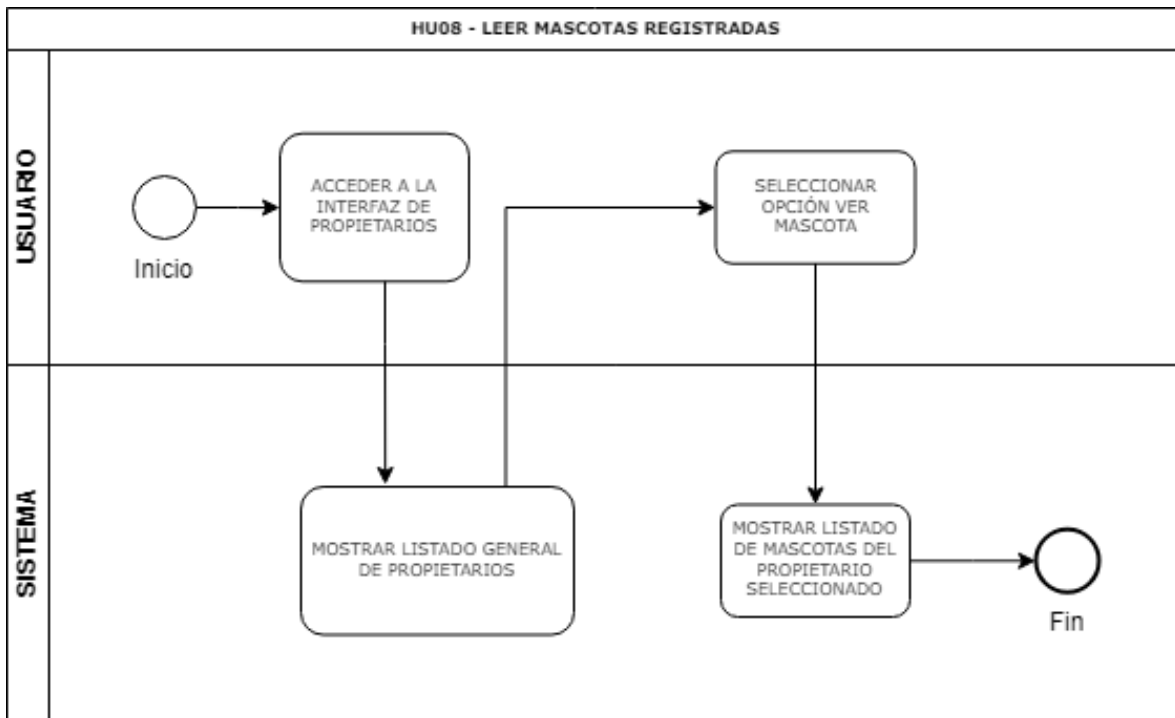 HU08 - LEER MASCOTAS REGISTRADAS
USUARIO
Inicio
ACCEDER A LA
INTERFAZ DE
PROPIETARIOS
SELECCIONAR
OPCIÓN VER
MASCOTA
SISTEMA
MOSTRAR LISTADO GENERAL
DE PROPIETARIOS
MOSTRAR LISTADO
DE MASCOTAS DEL
PROPIETARIO
SELECCIONADO
Fin